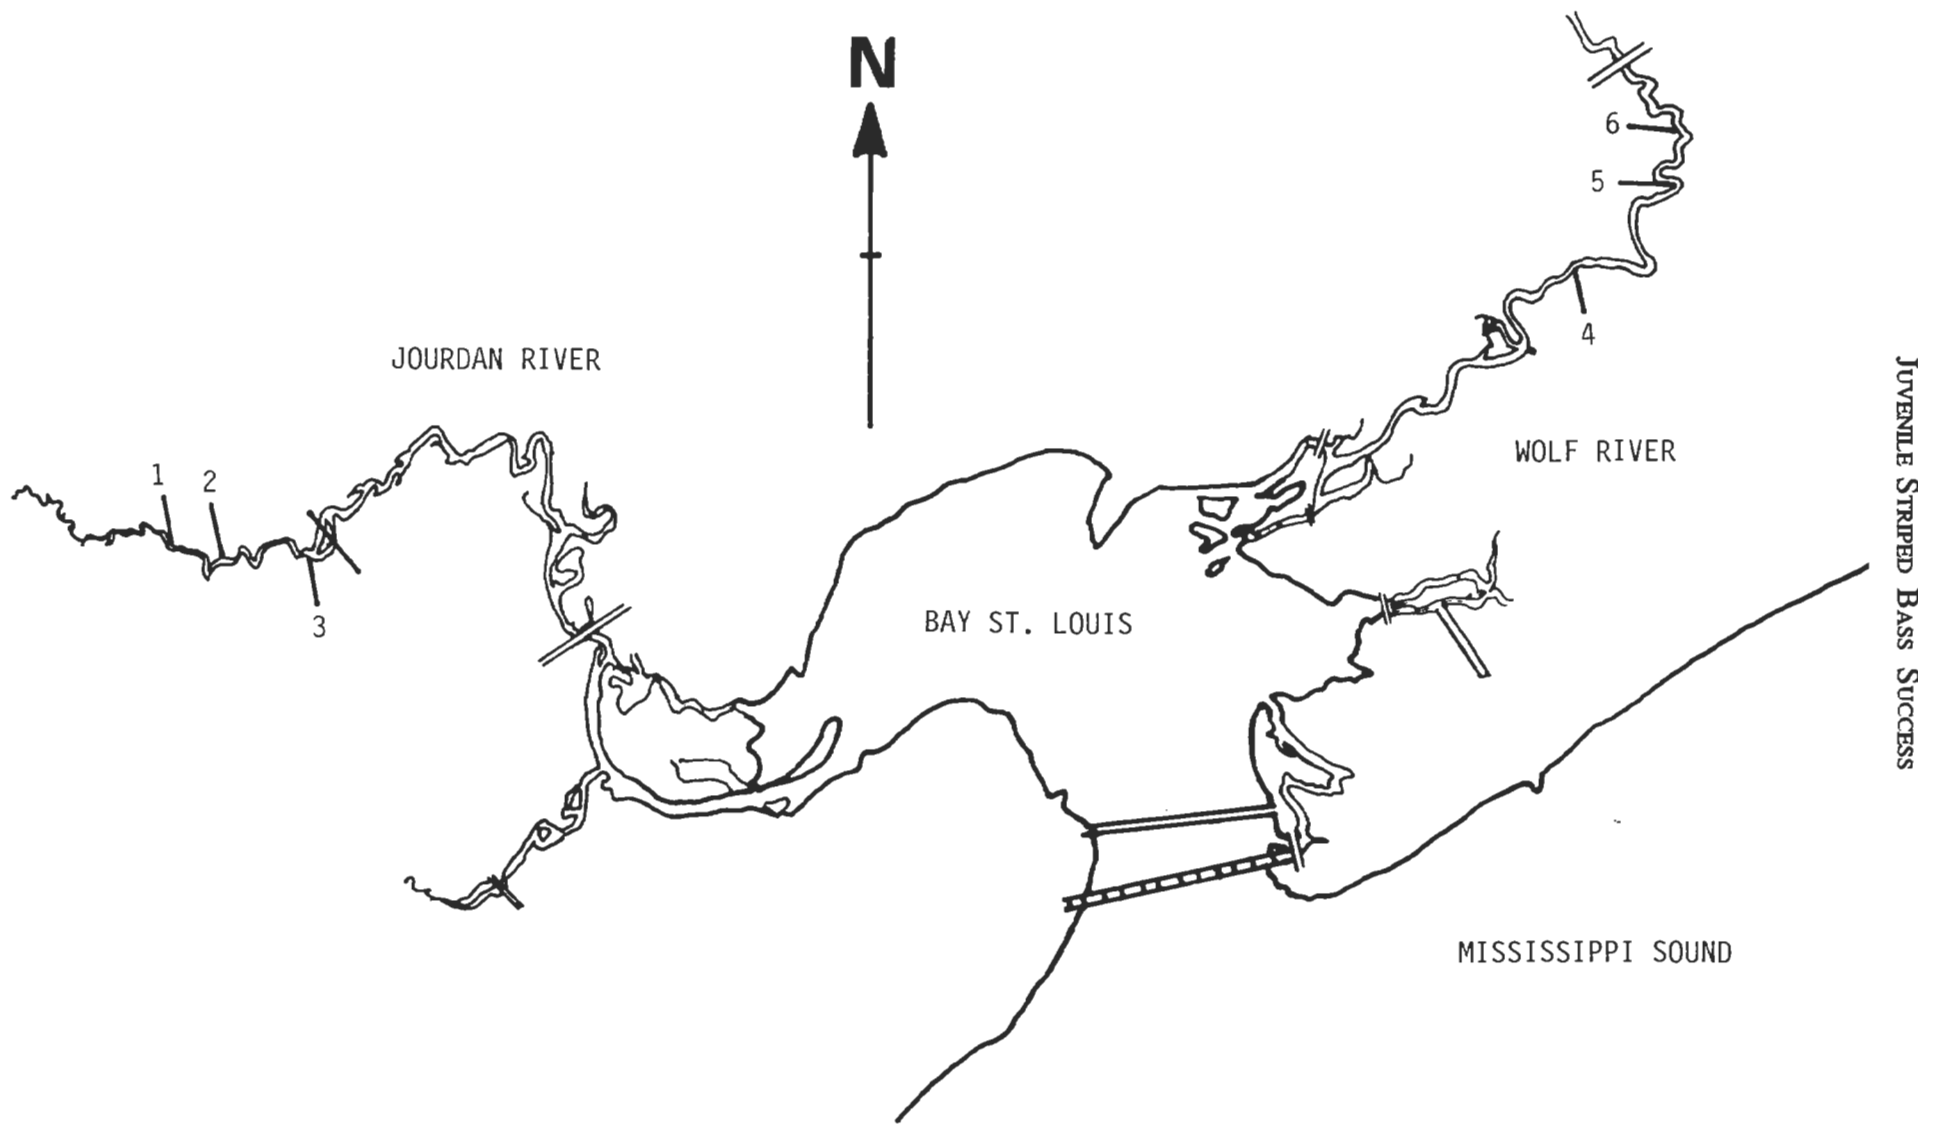 N
6
5
4
JOURDAN RIVER
WOLF RIVER
1
2
3
BAY ST. LOUIS
MISSISSIPPI SOUND
JUVENILE STRIPED BASS SUCCESS